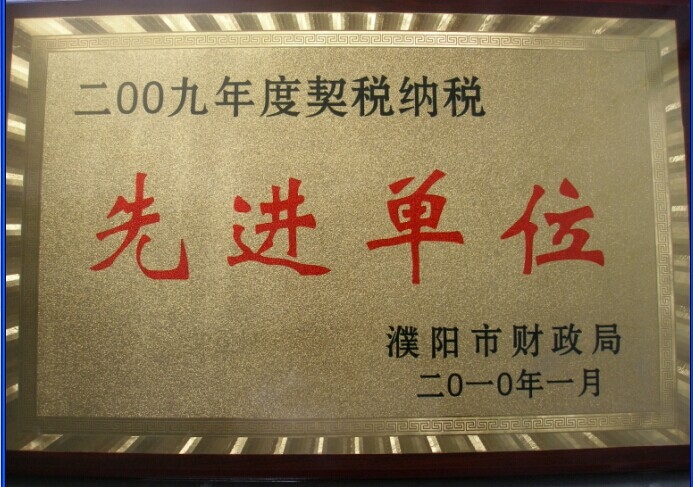 二00九年度契税纳税
先进单位
濮阳市财政局
二0一0年一月